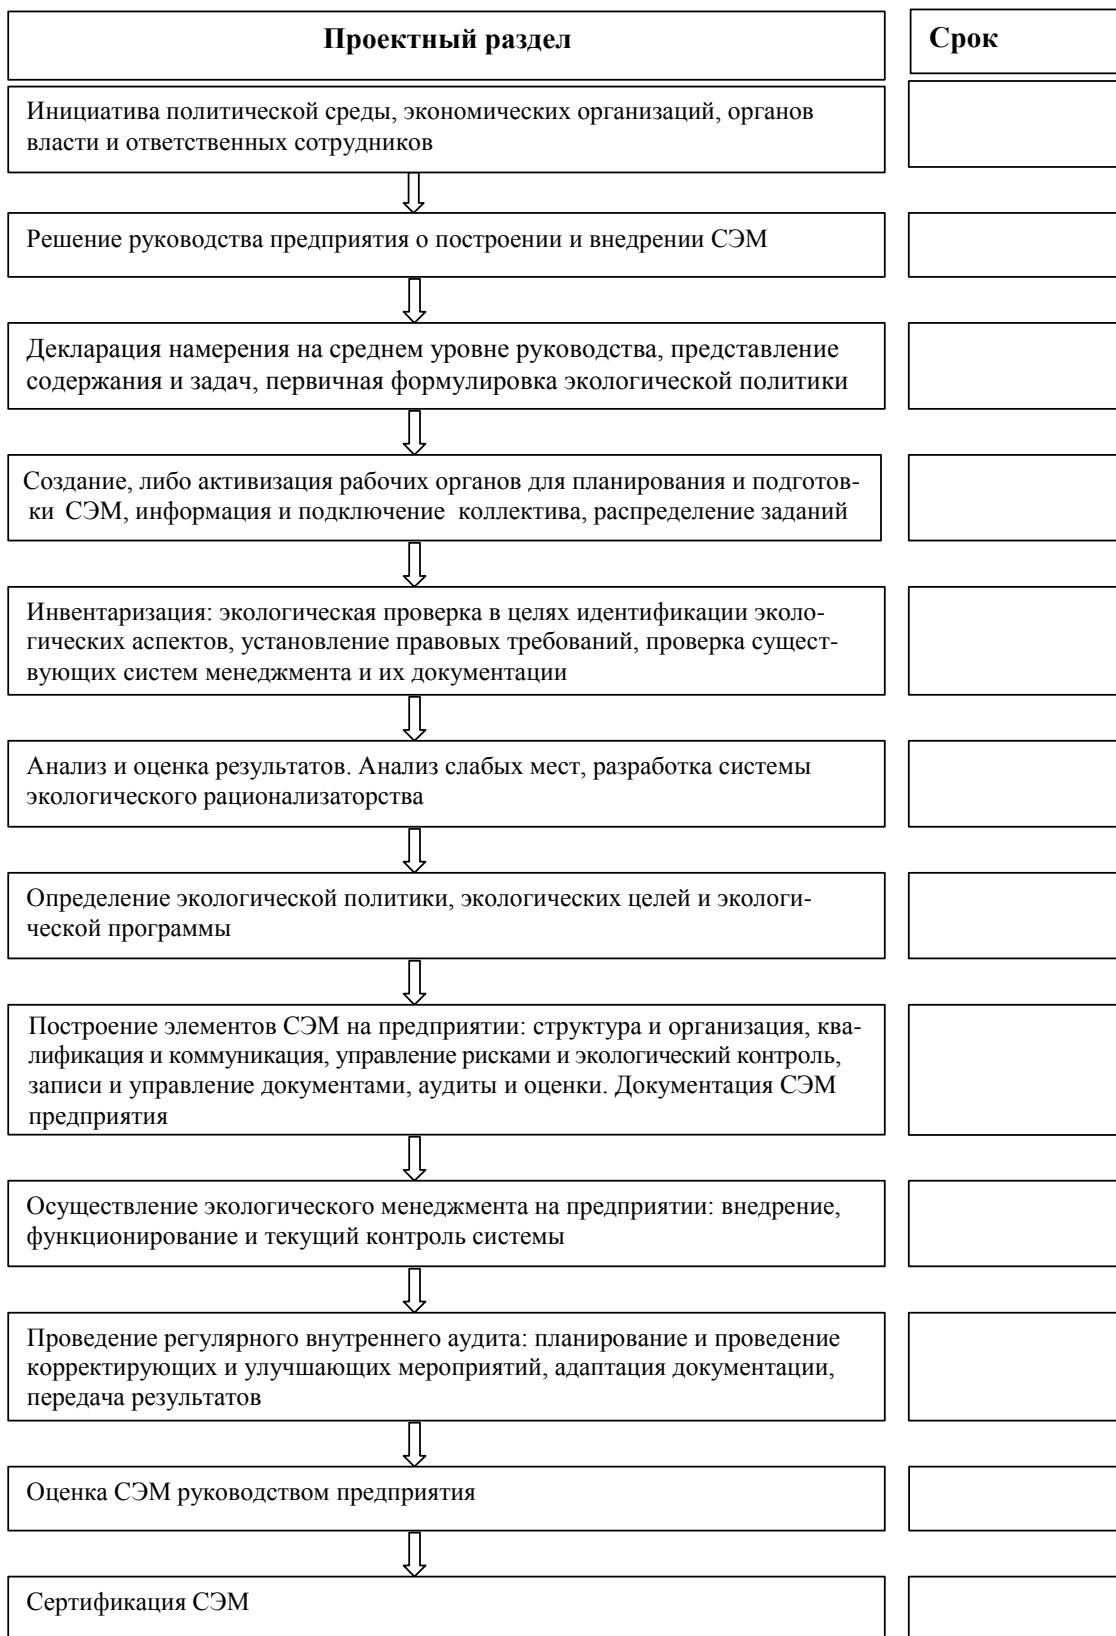 Проектный раздел
Срок
Инициатива политической среды, экономических организаций, органов
власти и ответственных сотрудников
Решение руководства предприятия о построении и внедрении СЭМ
Декларация намерения на среднем уровне руководства, представление
содержания и задач, первичная формулировка экологической политики
Создание, либо активизация рабочих органов для планирования и подготов-
ки СЭМ, информация и подключение коллектива, распределение заданий
Инвентаризация: экологическая проверка в целях идентификации эколо-
гических аспектов, установление правовых требований, проверка сущест-
вующих систем менеджмента и их документации
Анализ и оценка результатов. Анализ слабых мест, разработка системы
экологического рационализаторства
Определение экологической политики, экологических целей и экологи-
ческой программы
Построение элементов СЭМ на предприятии: структура и организация, ква-
лификация и коммуникация, управление рисками и экологический контроль,
записи и управление документами, аудиты и оценки. Документация СЭМ
предприятия
Осуществление экологического менеджмента на предприятии: внедрение,
функционирование и текущий контроль системы
Проведение регулярного внутреннего аудита: планирование и проведение
корректирующих и улучшающих мероприятий, адаптация документации,
передача результатов
Оценка СЭМ руководством предприятия
Сертификация СЭМ